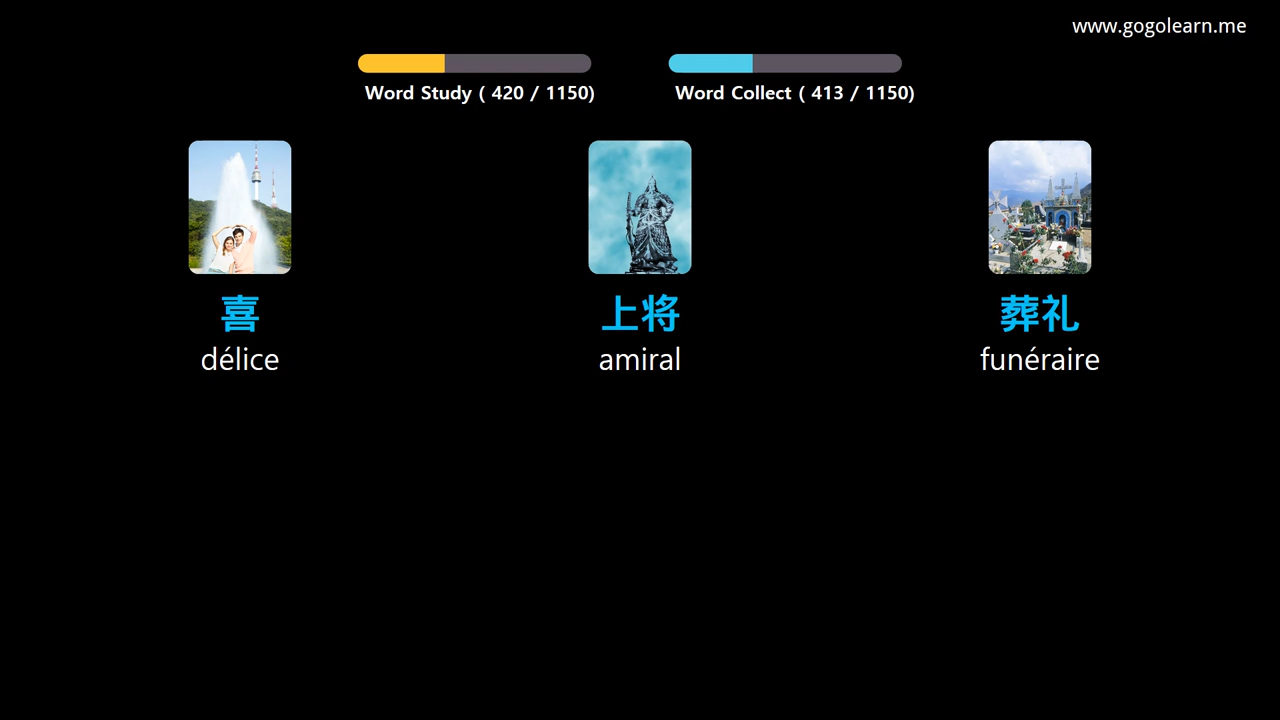 www.gogolearn.me
Word Study ( 420 / 1150)
Word Collect ( 413 / 1150)
喜
上将
葬礼
délice
amiral
funéraire